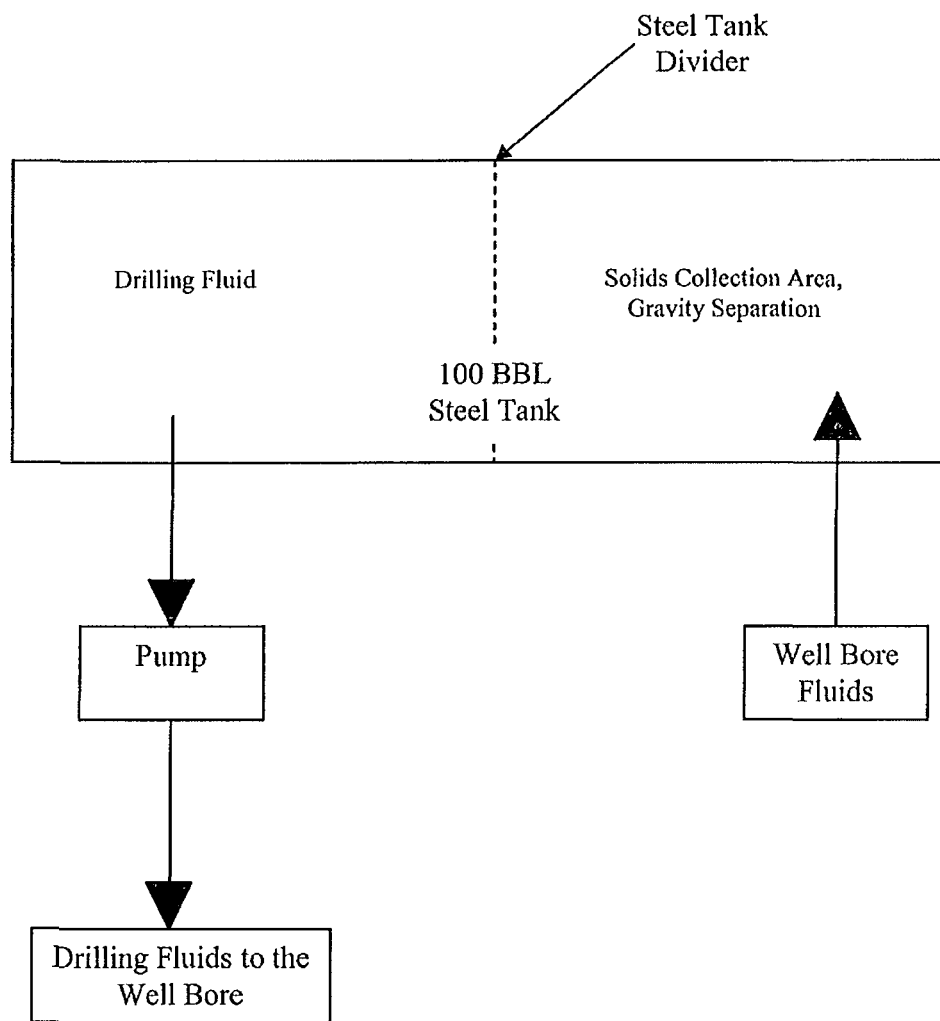 Steel Tank
Divider
Drilling Fluid
Solids Collection Area,
Gravity Separation
100 BBL
Steel Tank
Pump
Well Bore
Fluids
Drilling Fluids to the
Well Bore